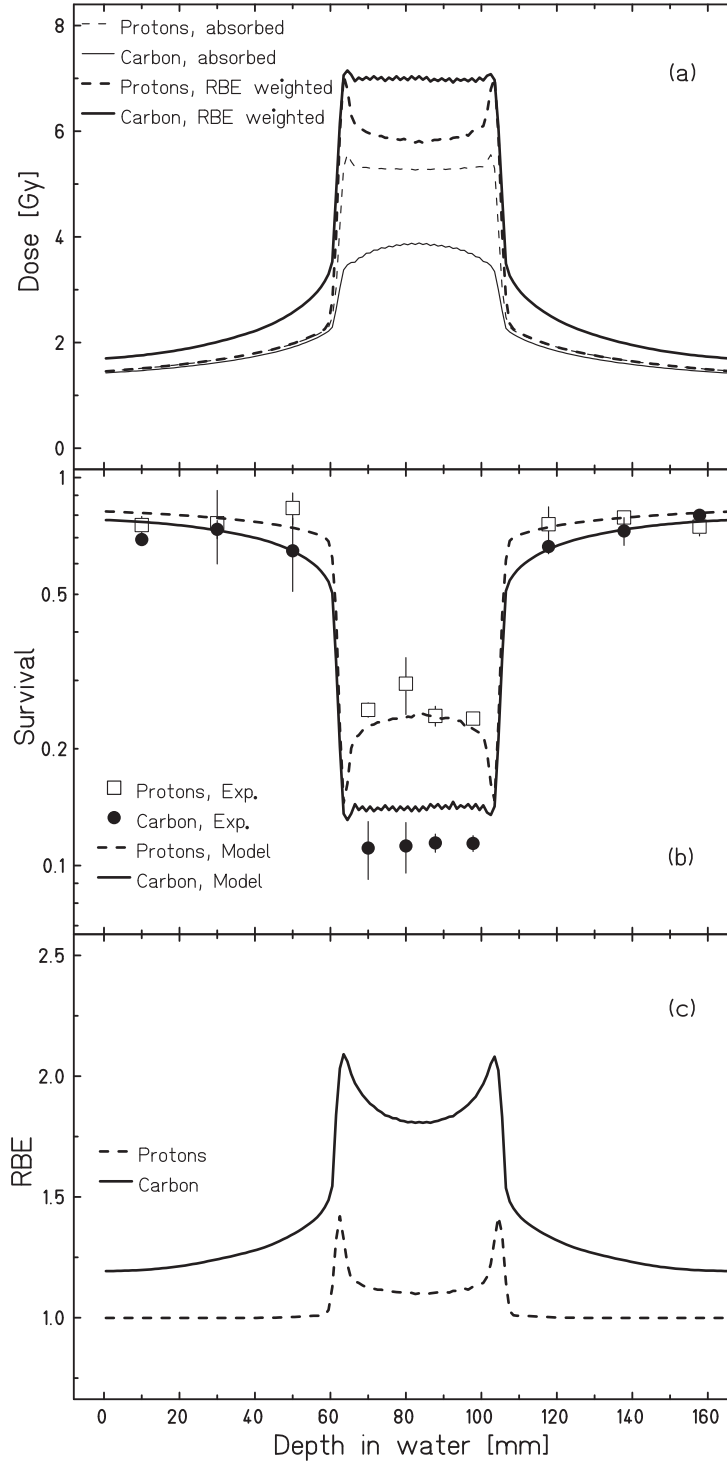 8
Protons, absorbed
Carbon, absorbed
Protons, RBE weighted
Carbon, RBE weighted
(a)
6
4
2
0
Dose [Gy]
1
0.5
0.2
0.1
Survival
Protons, Exp.
Carbon, Exp.
Protons, Model
Carbon, Model
(b)
2.5
2.0
1.5
1.0
RBE
(c)
Protons
Carbon
0 20 40 60 80 100 120 140 160
Depth in water [mm]